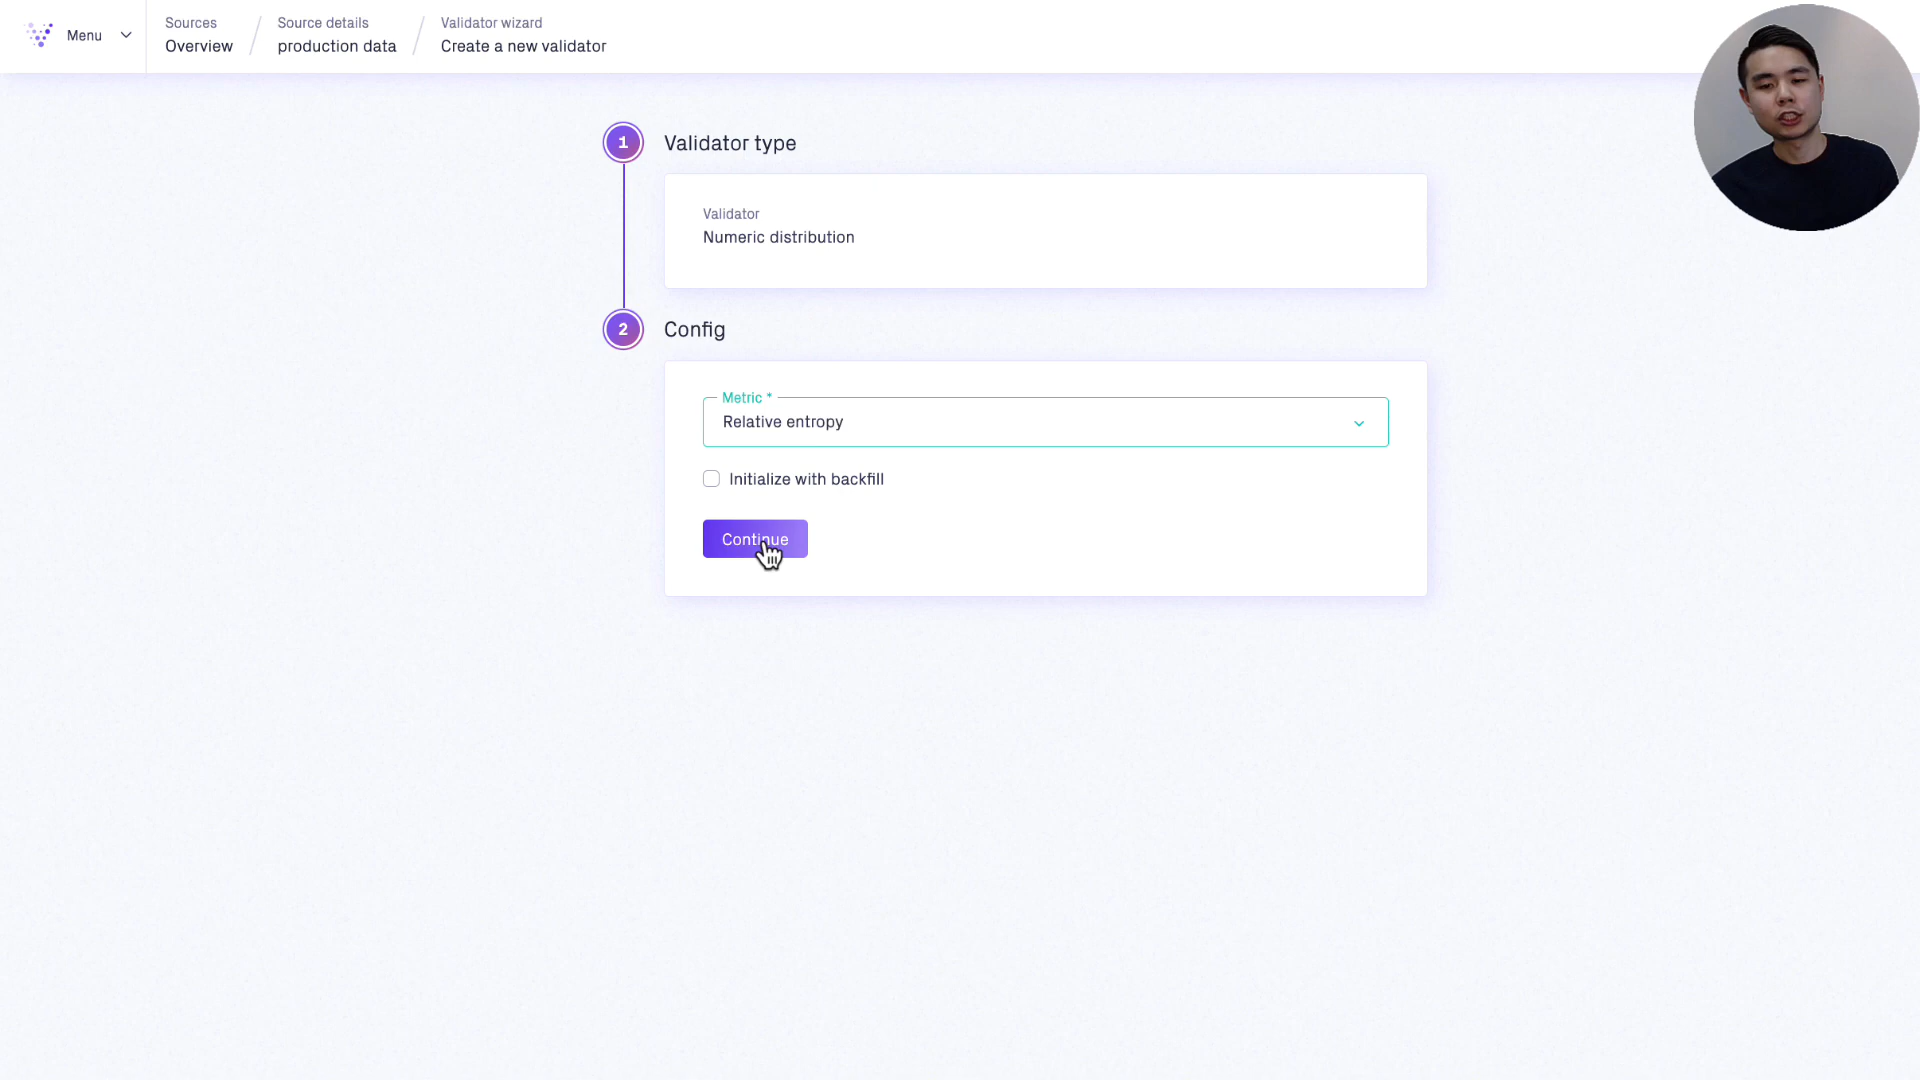 Menu
Sources
Overview
Source details
production data
Validator wizard
Create a new validator
1
Validator type
Validator
Numeric distribution
2
Config
Metric *
Relative entropy
Initialize with backfill
Continue